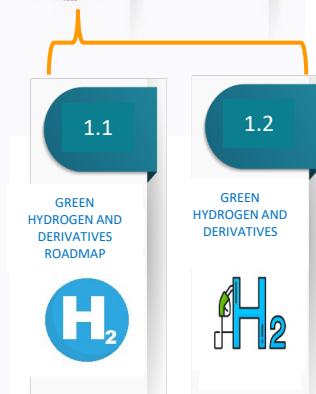 1.1
GREEN
HYDROGEN AND
DERIVATIVES
ROADMAP
H2
1.2
GREEN
HYDROGEN AND
DERIVATIVES
H2